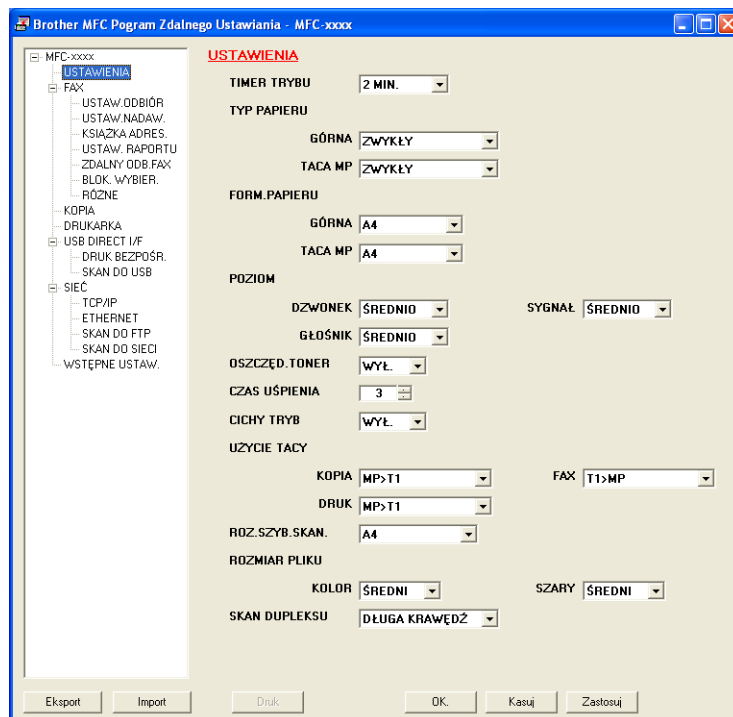 Brother MFC Pogram Zdalnego Ustawiania - MFC-xxxx
MFC-xxxx
USTAWIENIA
FAX
USTAW.ODBIÓR
USTAW.NADAW.
KSIĄŻKA ADRES.
USTAW. RAPORTU
ZDALNY ODB.FAX
BLOK. WYBIER.
RÓŻNE
KOPIA
DRUKARKA
USB DIRECT I/F
DRUK BEZPOŚR.
SKAN DO USB
SIEĆ
TCP/IP
ETHERNET
SKAN DO FTP
SKAN DO SIECI
WSTĘPNE USTAW.
USTAWIENIA
TIMER TRYBU 2 MIN.
TYP PAPIERU
GÓRNA ZWYKŁY
TACA MP ZWYKŁY
FORM.PAPIERU
GÓRNA A4
TACA MP A4
POZIOM
DZWONEK ŚREDNIO SYGNAŁ ŚREDNIO
GŁOŚNIK ŚREDNIO
OSZCZĘD.TONER WYŁ.
CZAS UŚPIENIA 3
CICHY TRYB WYŁ.
UŻYCIE TACY
KOPIA MP>T1 FAX T1>MP
DRUK MP>T1
ROZ.SZYB.SKAN. A4
ROZMIAR PLIKU
KOLOR ŚREDNI SZARY ŚREDNI
SKAN DUPLEKSU DŁUGA KRAWĘDŹ
Eksport Import Druk OK. Kasuj Zastosuj